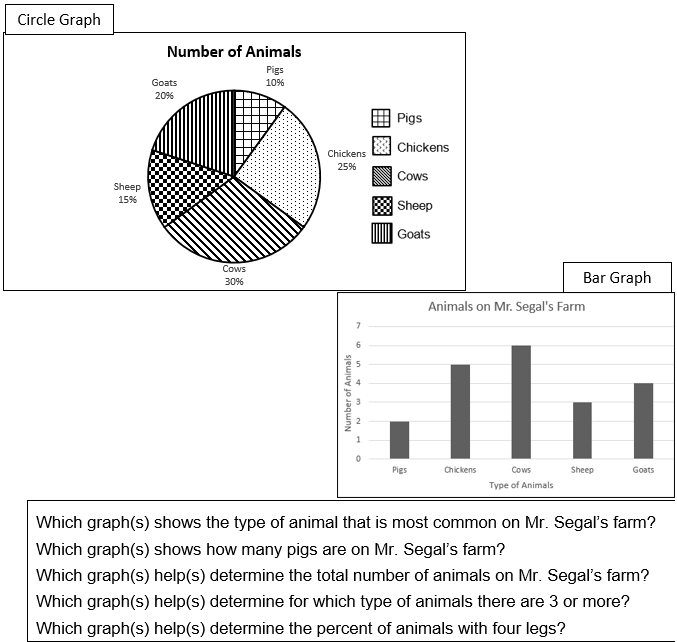 Circle Graph
Number of Animals
Pigs
10%
Goats
20%
Chickens
25%
Sheep
15%
Cows
30%
Pigs
Chickens
Cows
Sheep
Goats
Bar Graph
Animals on Mr. Segal's Farm
Number of Animals
7
6
5
4
3
2
1
0
Pigs Chickens Cows Sheep Goats
Type of Animals
Which graph(s) shows the type of animal that is most common on Mr. Segal’s farm?
Which graph(s) shows how many pigs are on Mr. Segal’s farm?
Which graph(s) help(s) determine the total number of animals on Mr. Segal’s farm?
Which graph(s) help(s) determine for which type of animals there are 3 or more?
Which graph(s) help(s) determine the percent of animals with four legs?